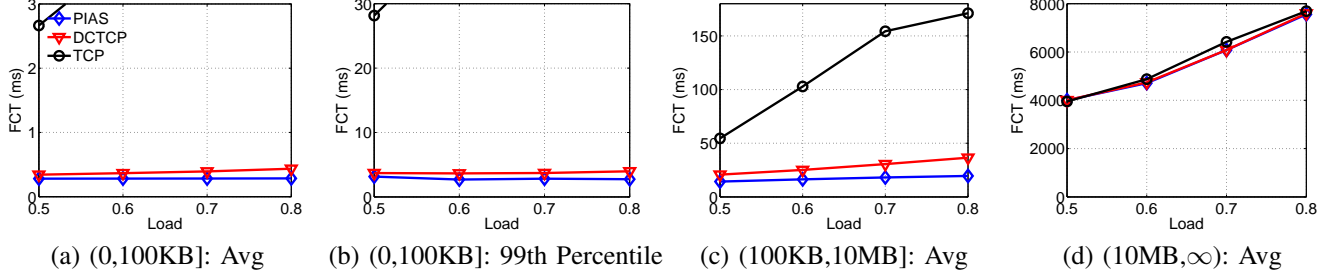 3
2
1
0
FCT (ms)
0.5 0.6 0.7 0.8
Load
PIAS
DCTCP
TCP
(a) (0,100KB]: Avg
30
20
10
0
FCT (ms)
0.5 0.6 0.7 0.8
Load
(b) (0,100KB]: 99th Percentile
150
100
50
0
FCT (ms)
0.5 0.6 0.7 0.8
Load
(c) (100KB,10MB]: Avg
8000
6000
4000
2000
0
FCT (ms)
0.5 0.6 0.7 0.8
Load
(d) (10MB,∞): Avg